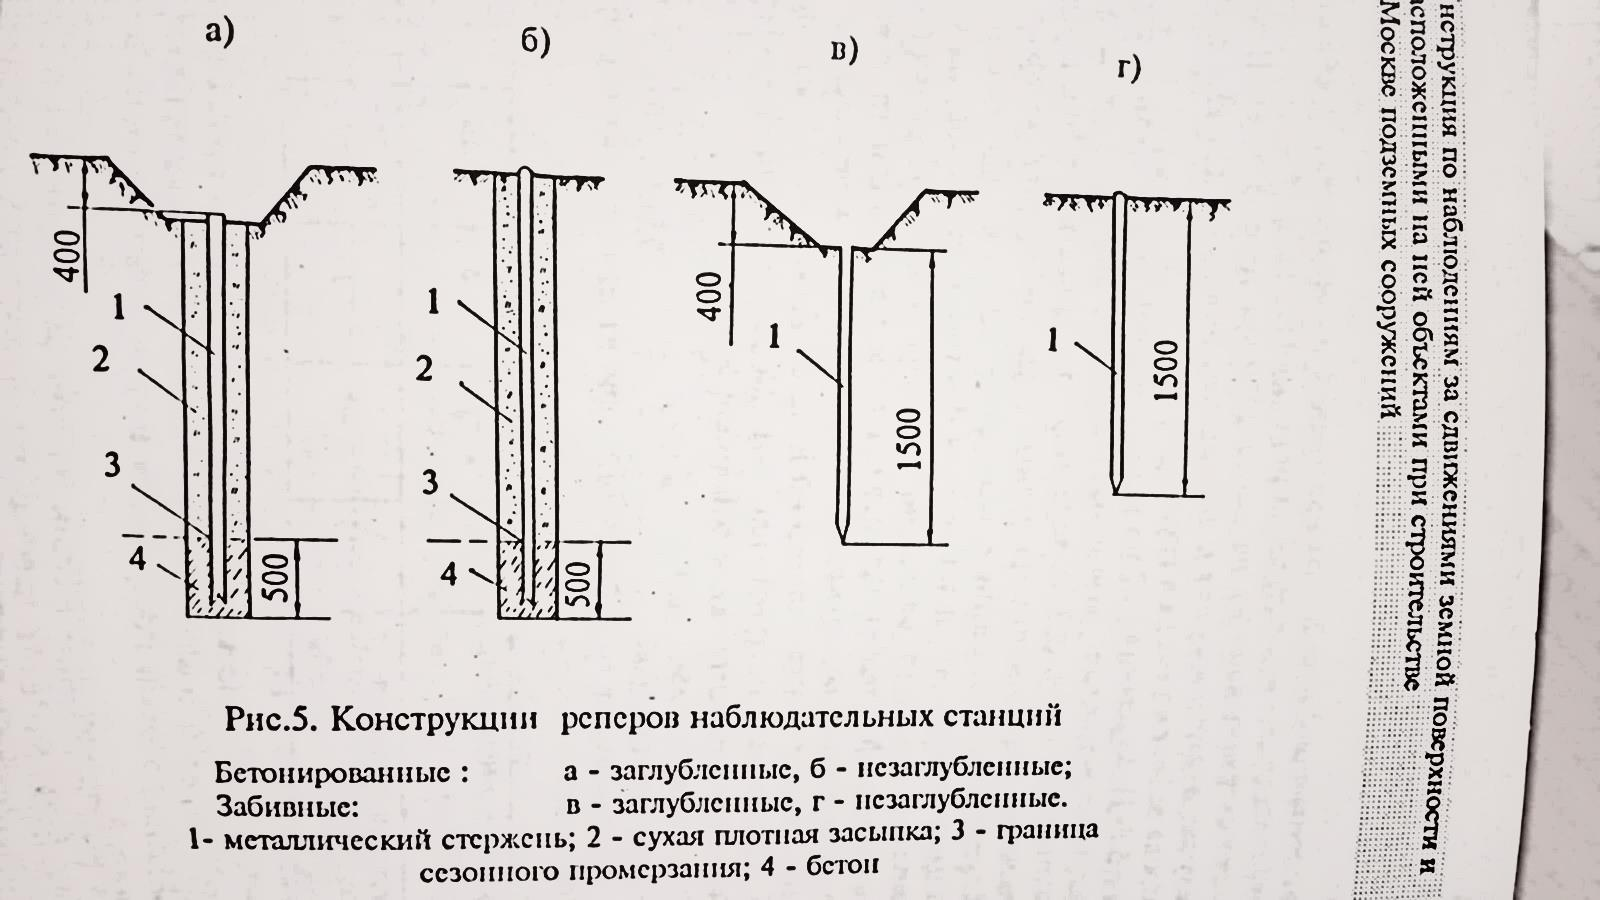 а)
б)
в)
г)
400
1
2
3
4
500
1
2
3
4
500
400
1
1500
1
1500
Рис.5. Конструкции реперов наблюдательных станций
Бетонированные : а - заглубленные, б - незаглубленные;
Забивные: в - заглубленные, г - незаглубленные.
1- металлический стержень; 2 - сухая плотная засыпка; 3 - граница
сезонного промерзания; 4 - бетон
нструкция по наблюдениям за сдвижениями земной поверхности и
асположенными на ней объектами при строительстве
Москве подземных сооружений